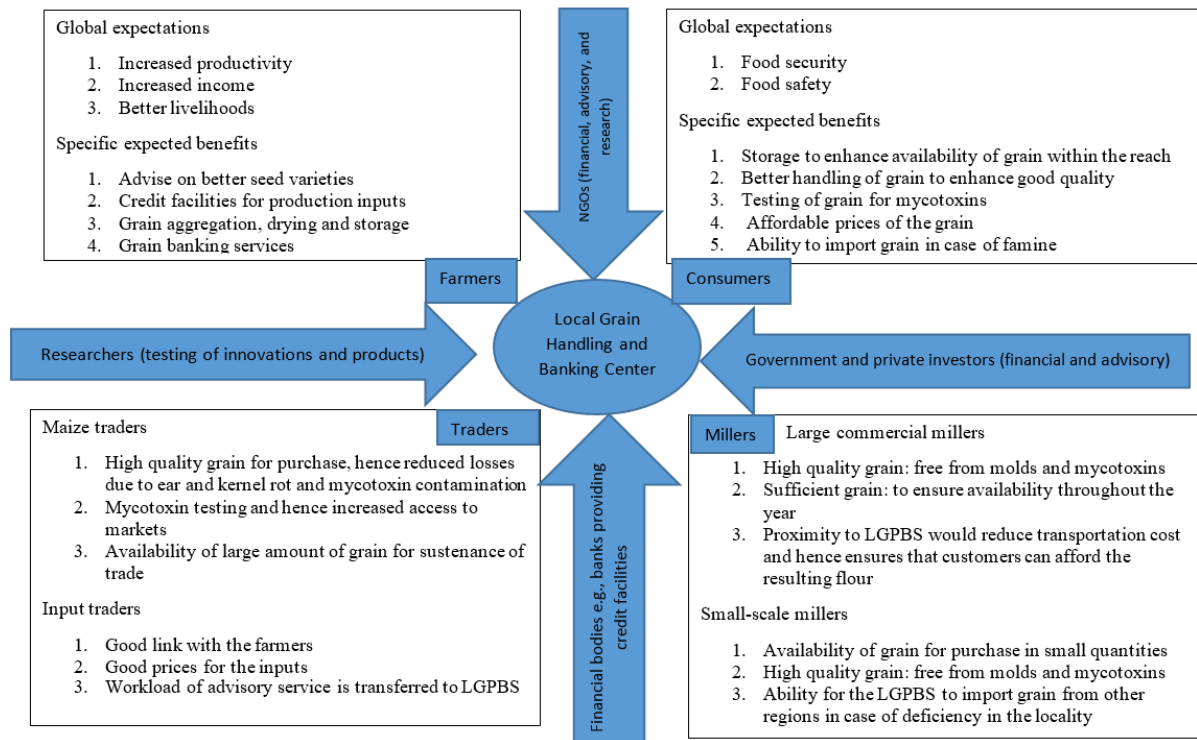 Global expectations
1. Increased productivity
2. Increased income
3. Better livelihoods
Specific expected benefits
1. Advise on better seed varieties
2. Credit facilities for production inputs
3. Grain aggregation, drying and storage
4. Grain banking services
Farmers
NGOs (financial, advisory, and
research)
Global expectations
1. Food security
2. Food safety
Specific expected benefits
1. Storage to enhance availability of grain within the reach
2. Better handling of grain to enhance good quality
3. Testing of grain for mycotoxins
4. Affordable prices of the grain
5. Ability to import grain in case of famine
Consumers
Researchers (testing of innovations and products)
Local Grain
Handling and
Banking Center
Government and private investors (financial and advisory)
Traders
Maize traders
1. High quality grain for purchase, hence reduced losses
due to ear and kernel rot and mycotoxin contamination
2. Mycotoxin testing and hence increased access to
markets
3. Availability of large amount of grain for sustenance of
trade
Input traders
1. Good link with the farmers
2. Good prices for the inputs
3. Workload of advisory service is transferred to LGPBS
Financial bodies e.g., banks providing
credit facilities
Millers
Large commercial millers
1. High quality grain: free from molds and mycotoxins
2. Sufficient grain: to ensure availability throughout the
year
3. Proximity to LGPBS would reduce transportation cost
and hence ensures that customers can afford the
resulting flour
Small-scale millers
1. Availability of grain for purchase in small quantities
2. High quality grain: free from molds and mycotoxins
3. Ability for the LGPBS to import grain from other
regions in case of deficiency in the locality